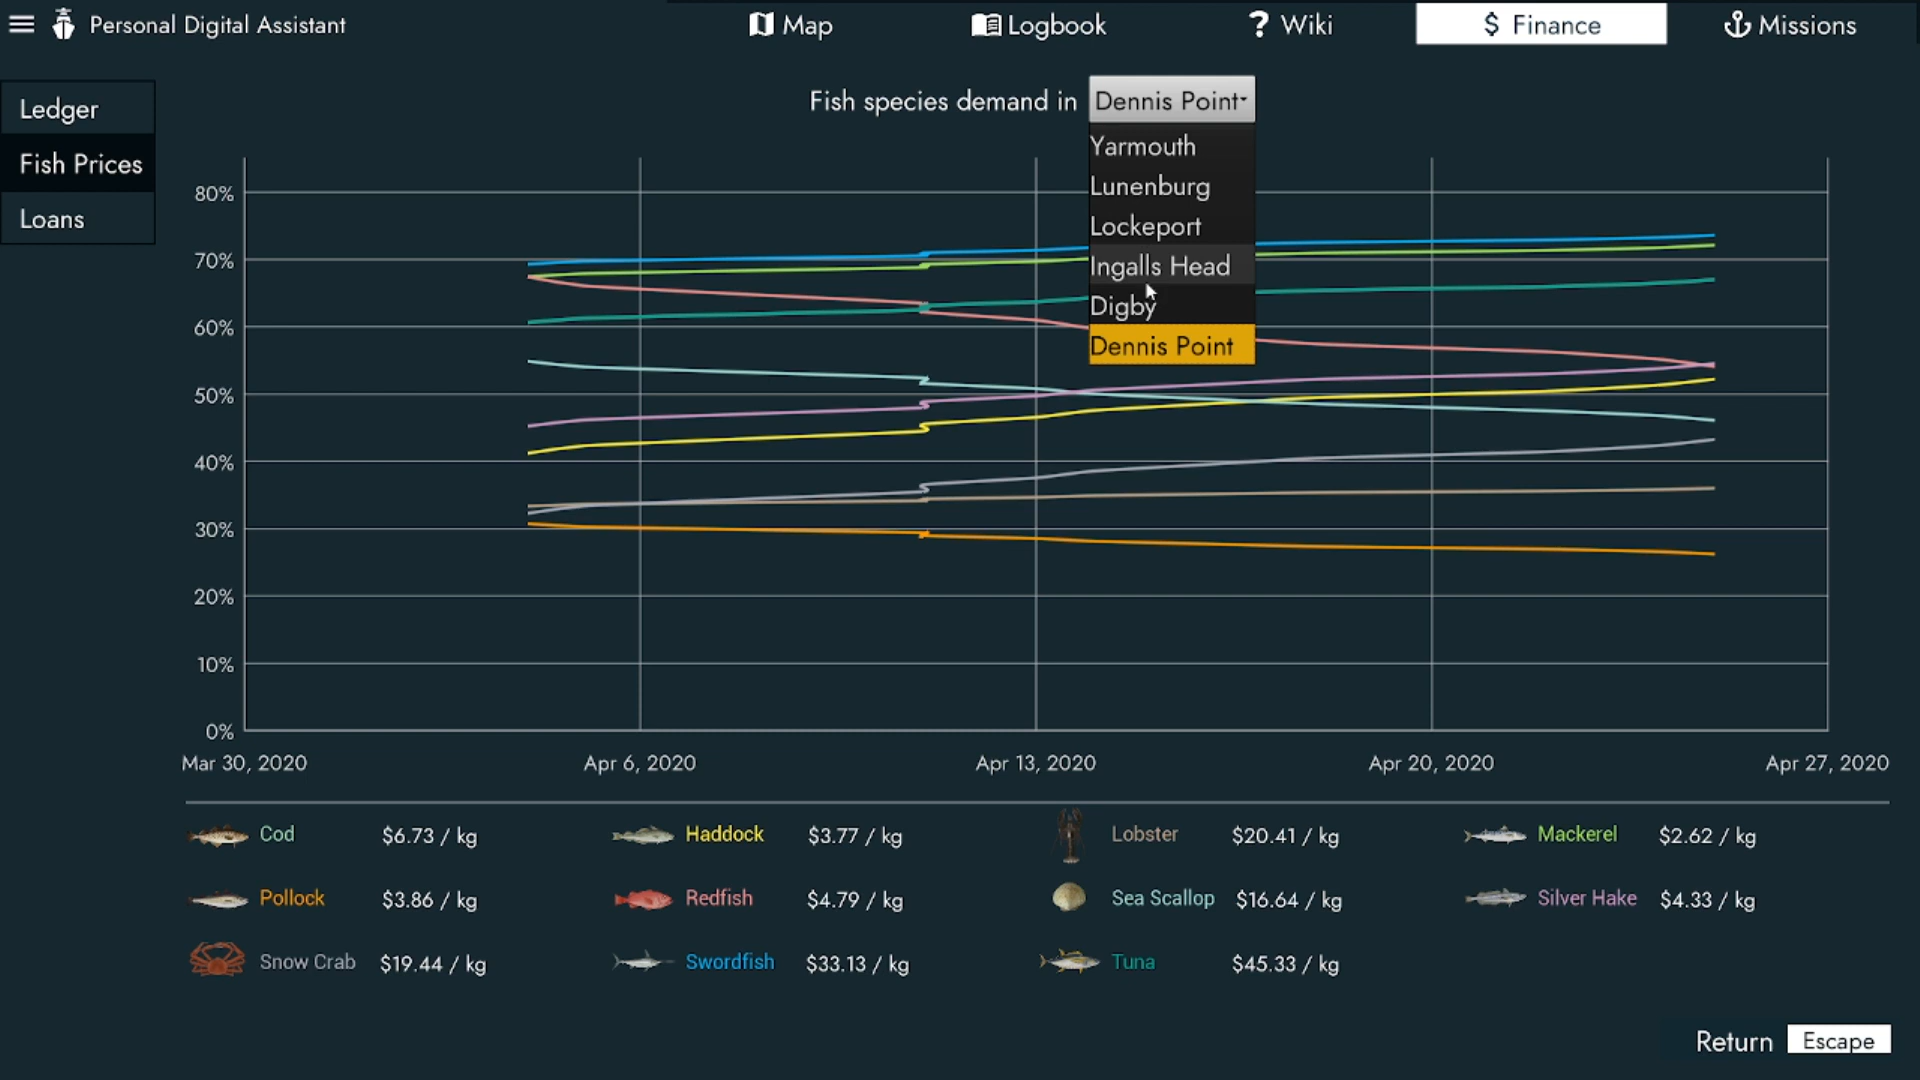 Personal Digital Assistant Map Logbook ? Wiki $ Finance Missions
Ledger
Fish Prices
Loans
Fish species demand in Dennis Point
Yarmouth
Lunenburg
Lockeport
Ingalls Head
Digby
Dennis Point
80%
70%
60%
50%
40%
30%
20%
10%
0%
Mar 30, 2020 Apr 6, 2020 Apr 13, 2020 Apr 20, 2020 Apr 27, 2020
Cod $6.73 / kg Haddock $3.77 / kg Lobster $20.41 / kg Mackerel $2.62 / kg
Pollock $3.86 / kg Redfish $4.79 / kg Sea Scallop $16.64 / kg Silver Hake $4.33 / kg
Snow Crab $19.44 / kg Swordfish $33.13 / kg Tuna $45.33 / kg
Return Escape